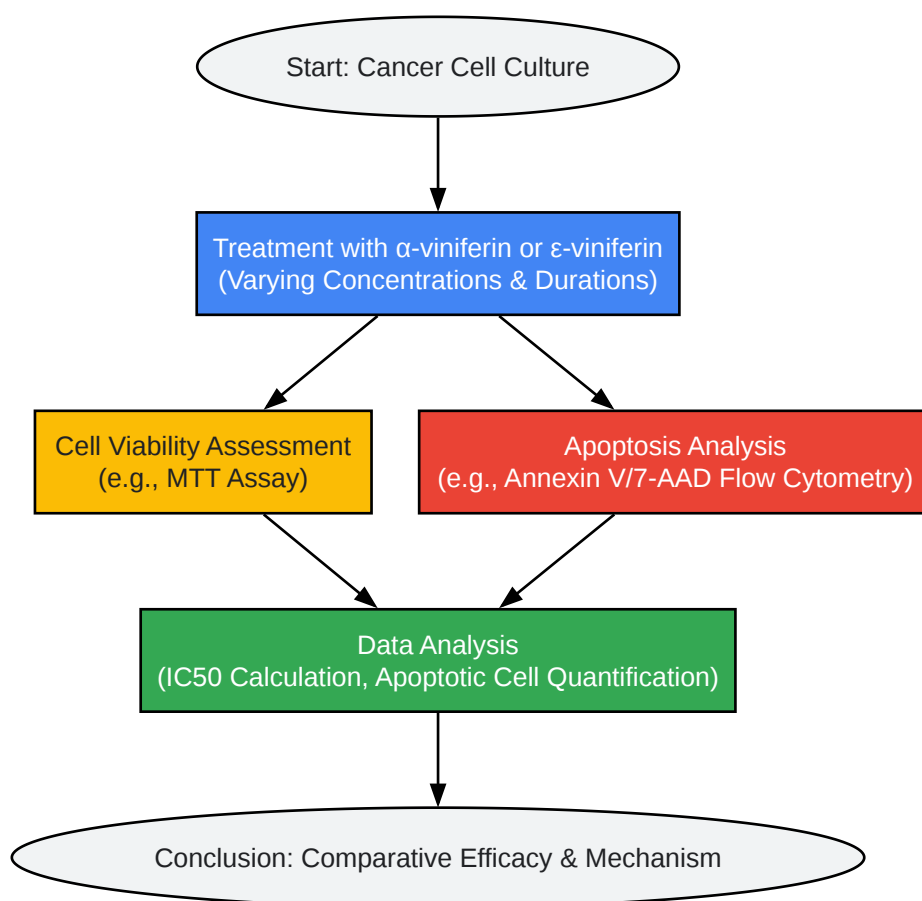 Start: Cancer Cell Culture
Treatment with α-viniferin or ε-viniferin
(Varying Concentrations & Durations)
Cell Viability Assessment
(e.g., MTT Assay)
Apoptosis Analysis
(e.g., Annexin V/7-AAD Flow Cytometry)
Data Analysis
(IC50 Calculation, Apoptotic Cell Quantification)
Conclusion: Comparative Efficacy & Mechanism